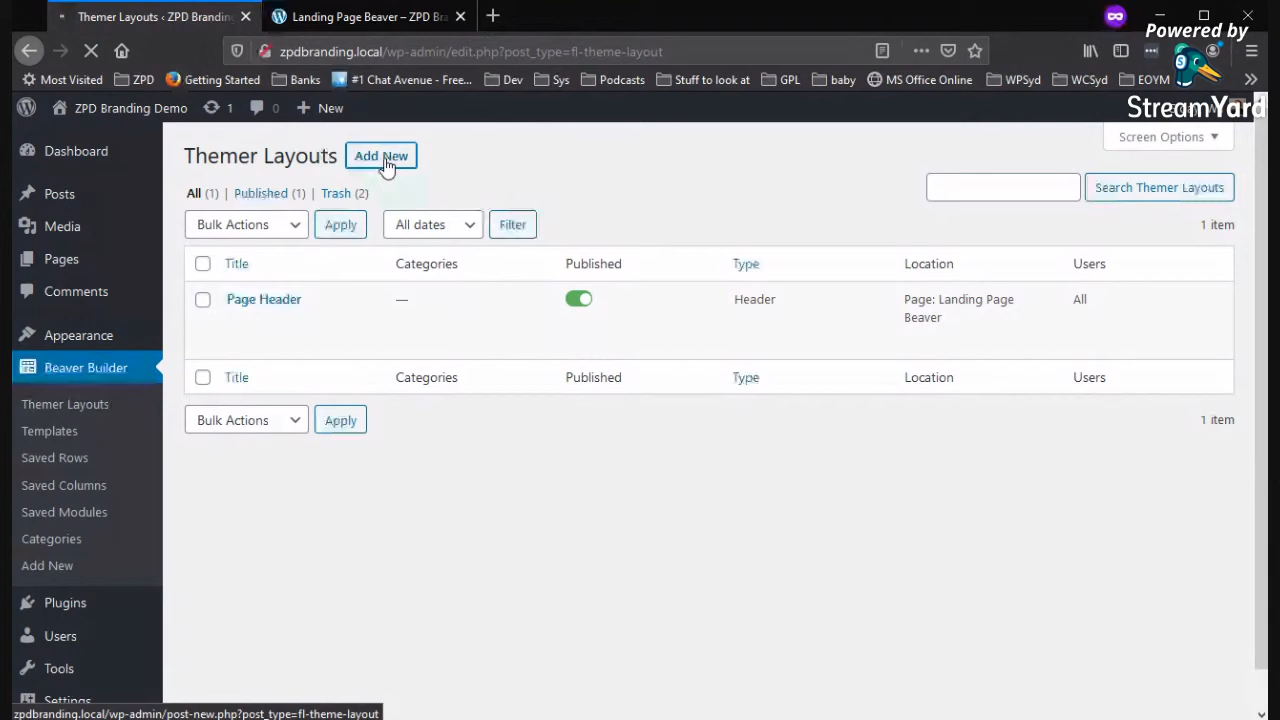 Themer Layouts ‹ ZPD Branding
Landing Page Beaver – ZPD Bra
Powered by
zpdbranding.local/wp-admin/edit.php?post_type=fl-theme-layout
Most Visited
ZPD
Getting Started
Banks
#1 Chat Avenue - Free...
Dev
Sys
Podcasts
Stuff to look at
GPL
baby
MS Office Online
WPSyd
WCSyd
EOYM
StreamYard
ZPD Branding Demo
1
0
New
Screen Options
Dashboard
Posts
Media
Pages
Comments
Appearance
Beaver Builder
Themer Layouts
Templates
Saved Rows
Saved Columns
Saved Modules
Categories
Add New
Plugins
Users
Tools
Settings
Themer Layouts
Add New
All (1) | Published (1) | Trash (2)
Search Themer Layouts
Bulk Actions
Apply
All dates
Filter
1 item
Title Categories Published Type Location Users
Page Header — Header Page: Landing Page Beaver All
Title Categories Published Type Location Users
Bulk Actions
Apply
1 item
zpdbranding.local/wp-admin/post-new.php?post_type=fl-theme-layout